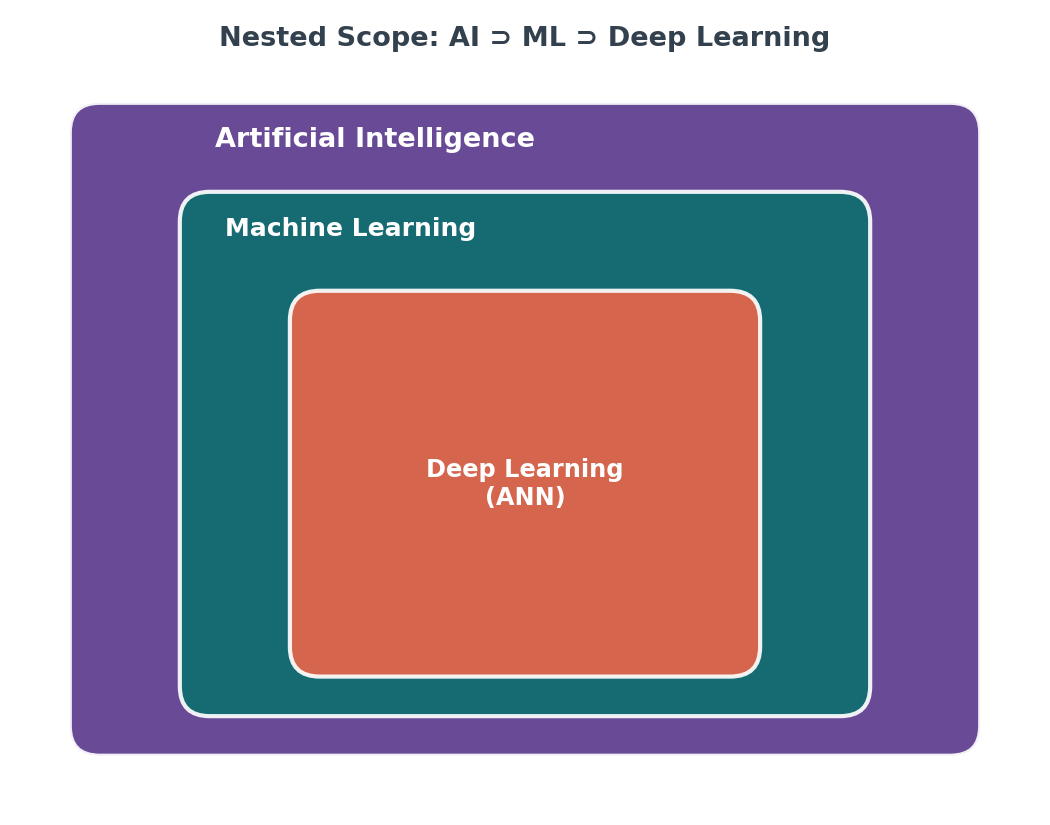 Nested Scope: AI ⊃ ML ⊃ Deep Learning
Artificial Intelligence
Machine Learning
Deep Learning
(ANN)